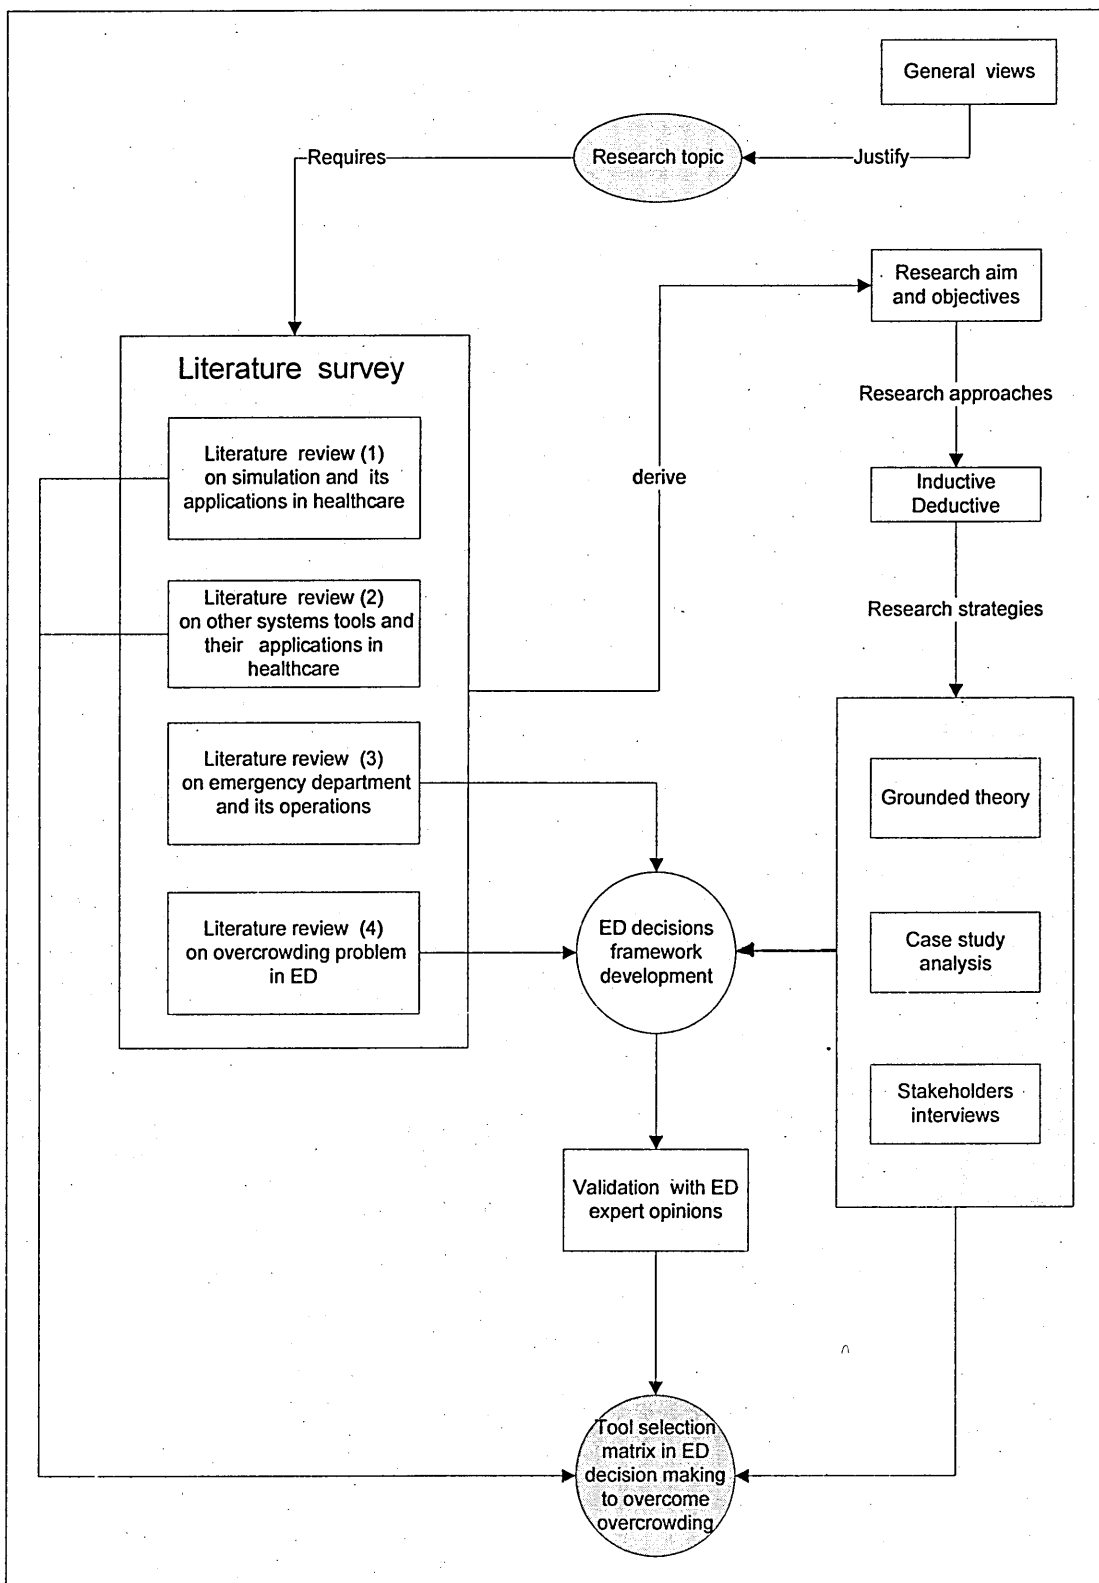 General views
Requires
Research topic
Justify
Research aim
and objectives
Literature survey
Research approaches
Literature review (1)
on simulation and its
applications in healthcare
derive
Inductive
Deductive
Literature review (2)
on other systems tools and
their applications in
healthcare
Research strategies
Literature review (3)
on emergency department
and its operations
Grounded theory
Literature review (4)
on overcrowding problem
in ED
ED decisions
framework
development
Case study
analysis
Stakeholders
interviews
Validation with ED
expert opinions
Tool selection
matrix in ED
decision making
to overcome
overcrowding